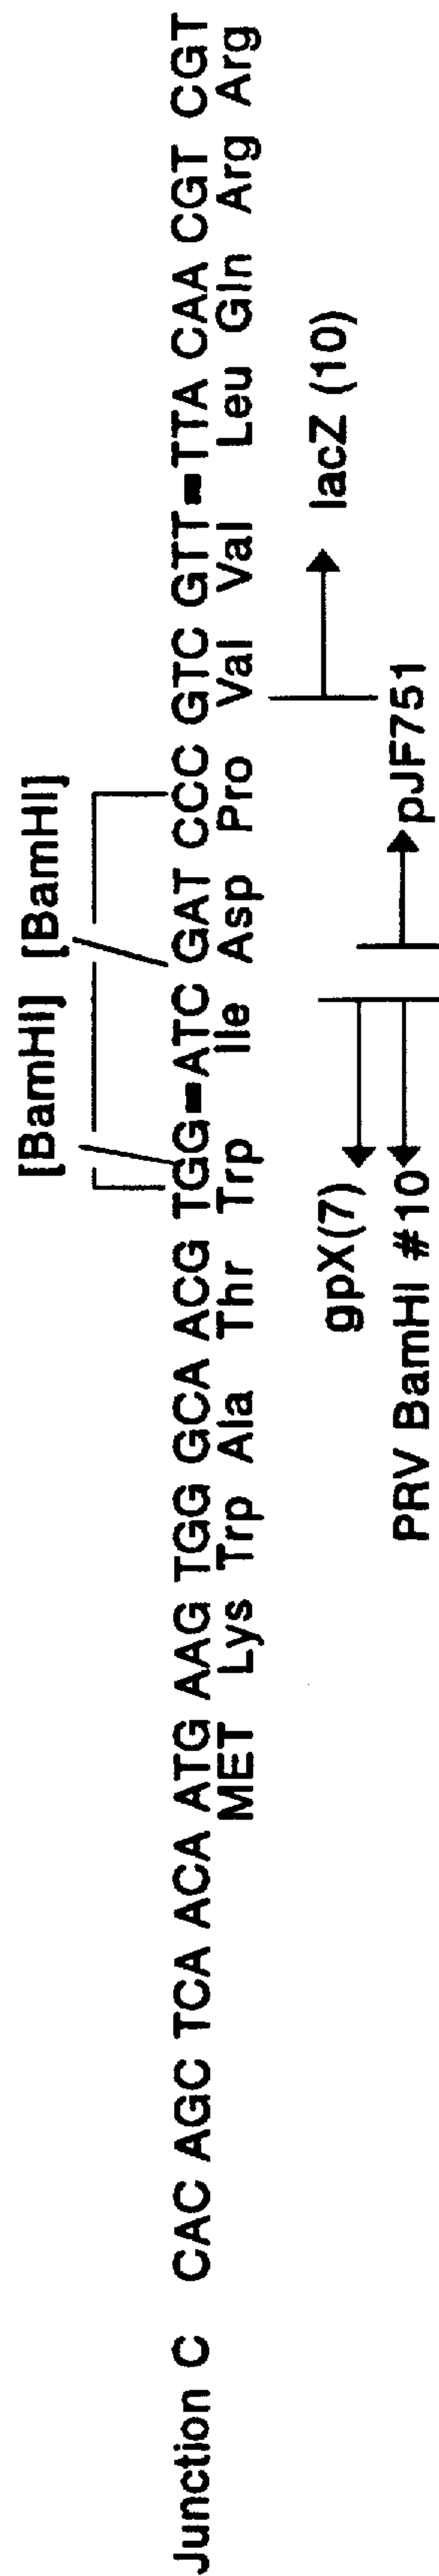 [BamHI] [BamHI]
Junction C CAC AGC TCA ACA ATG AAG TGG GCA ACG TGG=ATC GAT CCC GTC GTT=TTA CAA CGT CGT
MET Lys Trp Ala Thr Trp Ile Asp Pro Val Val Leu Gln Arg Arg
gpX(7)
lacZ (10)
PRV BamHI #10
pJF751